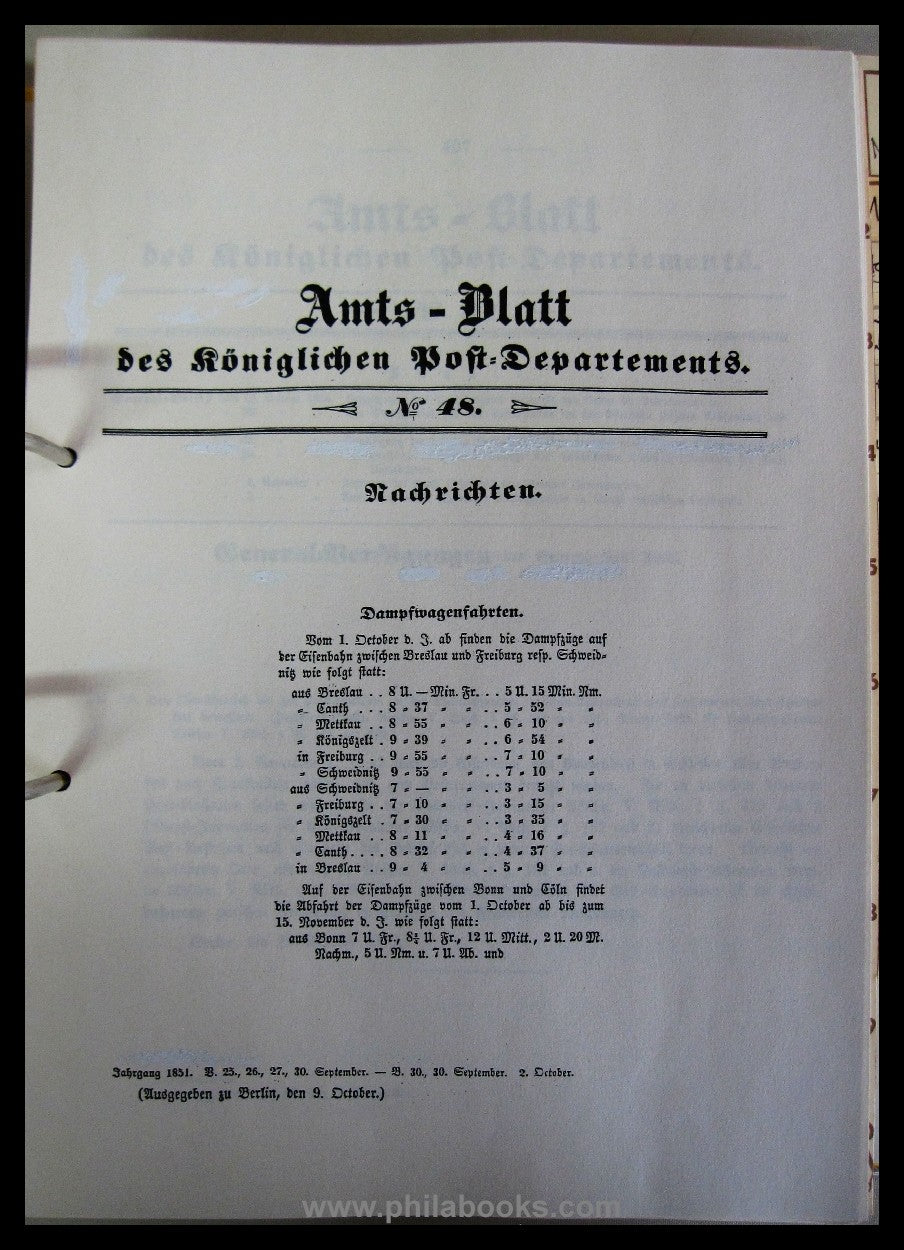 Amts-Blatt
des Königlichen Post-Departements.
No 48.
Nachrichten.
Dampfwagenfahrten.
Vom 1. October d. J. ab finden die Dampfzüge auf
der Eisenbahn zwischen Breslau und Freiburg resp. Schweid-
nitz wie folgt statt:
aus Breslau . . 8 U. — Min. Fr. . . 5 U. 15 Min. Nm.
„ Canth . . . 8 „ 37 „ „ . . 5 „ 52 „ „
„ Mettkau . . 8 „ 55 „ „ . . 6 „ 10 „ „
„ Königszelt . 9 „ 39 „ „ . . 6 „ 54 „ „
in Freiburg . . 9 „ 55 „ „ . . 7 „ 10 „ „
„ Schweidnitz 9 „ 55 „ „ . . 7 „ 10 „ „
aus Schweidnitz 7 „ — „ „ . . 3 „ 5 „ „
„ Freiburg . . 7 „ 10 „ „ . . 3 „ 15 „ „
„ Königszelt . 7 „ 30 „ „ . . 3 „ 35 „ „
„ Mettkau . . 8 „ 11 „ „ . . 4 „ 16 „ „
„ Canth . . . . 8 „ 32 „ „ . . 4 „ 37 „ „
in Breslau . . 9 „ 4 „ „ . . 5 „ 9 „ „
Auf der Eisenbahn zwischen Bonn und Cöln findet
die Abfahrt der Dampfzüge vom 1. October ab bis zum
15. November d. J. wie folgt statt:
aus Bonn 7 U. Fr., U. Fr., 12 U. Mitt., 2 U. 20 M.
Nachm., 5 U. Nm. u. 7 U. Ab. und
Jahrgang 1851. V. 25., 26., 27., 30. September. — B. 30., 30. September. 2. October.
(Ausgegeben zu Berlin, den 9. October.)
www.philabooks.com